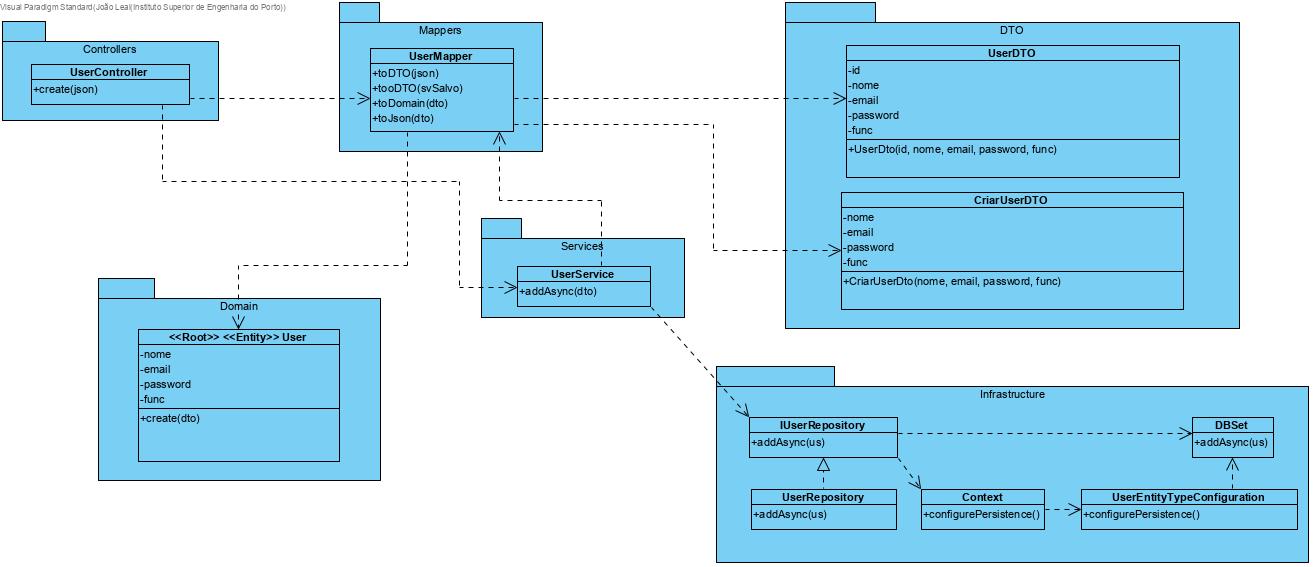 Visual Paradigm Standard(João Leal(Instituto Superior de Engenharia do Porto))
Controllers
UserController
+create(json)
Mappers
UserMapper
+toDTO(json)
+tooDTO(svSalvo)
+toDomain(dto)
+toJson(dto)
DTO
UserDTO
-id
-nome
-email
-password
-func
+UserDto(id, nome, email, password, func)
CriarUserDTO
-nome
-email
-password
-func
+CriarUserDto(nome, email, password, func)
Services
UserService
+addAsync(dto)
Domain
<<Root>> <<Entity>> User
-nome
-email
-password
-func
+create(dto)
Infrastructure
IUserRepository
+addAsync(us)
DBSet
+addAsync(us)
UserRepository
+addAsync(us)
Context
+configurePersistence()
UserEntityTypeConfiguration
+configurePersistence()